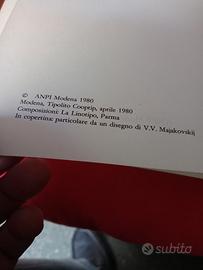 © ANPI Modena 1980
Modena, Tipolito Cooptip, aprile 1980
Composizioni: La Linotipo, Parma
In copertina: particolare da un disegno di V.V. Majakovskij
subito